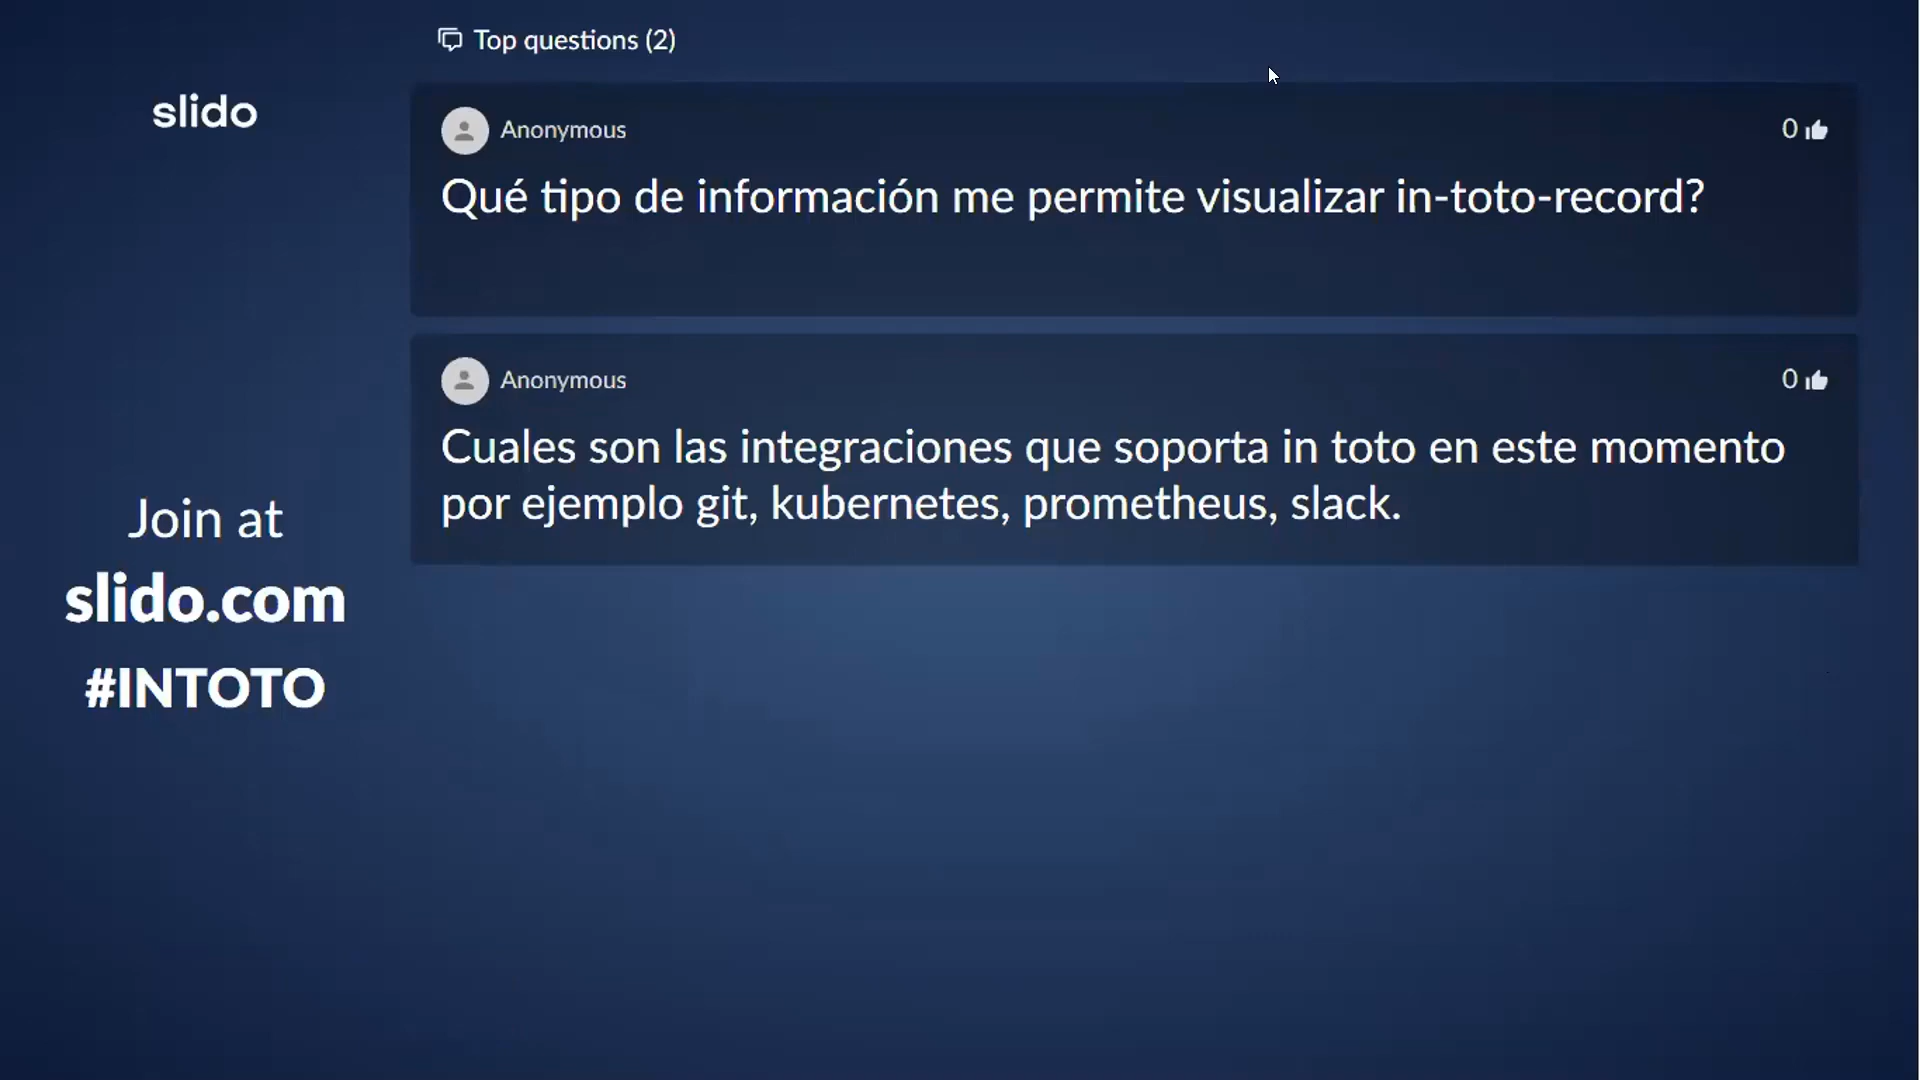 Top questions (2)
slido
Anonymous
0
Qué tipo de información me permite visualizar in-toto-record?
Anonymous
0
Cuales son las integraciones que soporta in toto en este momento
por ejemplo git, kubernetes, prometheus, slack.
Join at
slido.com
#INTOTO